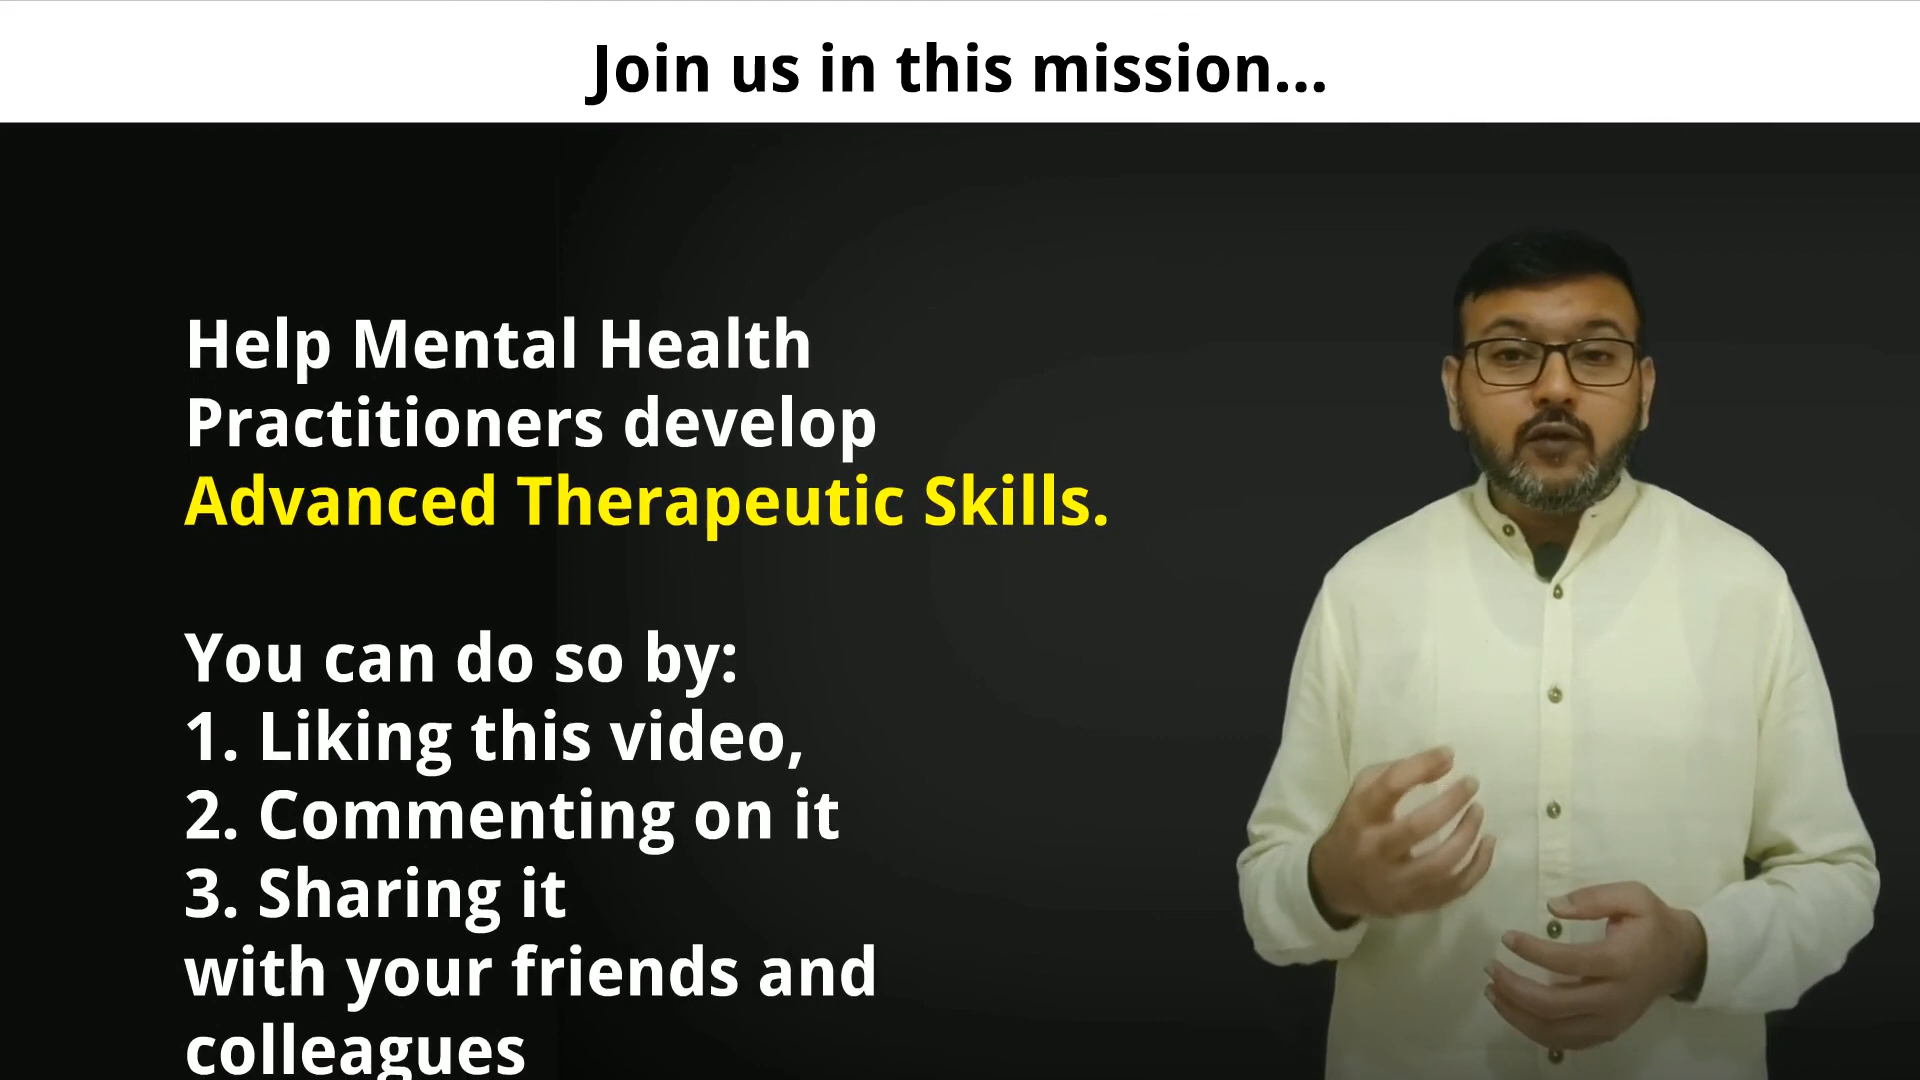 Join us in this mission...
Help Mental Health
Practitioners develop
Advanced Therapeutic Skills.
You can do so by:
1. Liking this video,
2. Commenting on it
3. Sharing it
with your friends and
colleagues